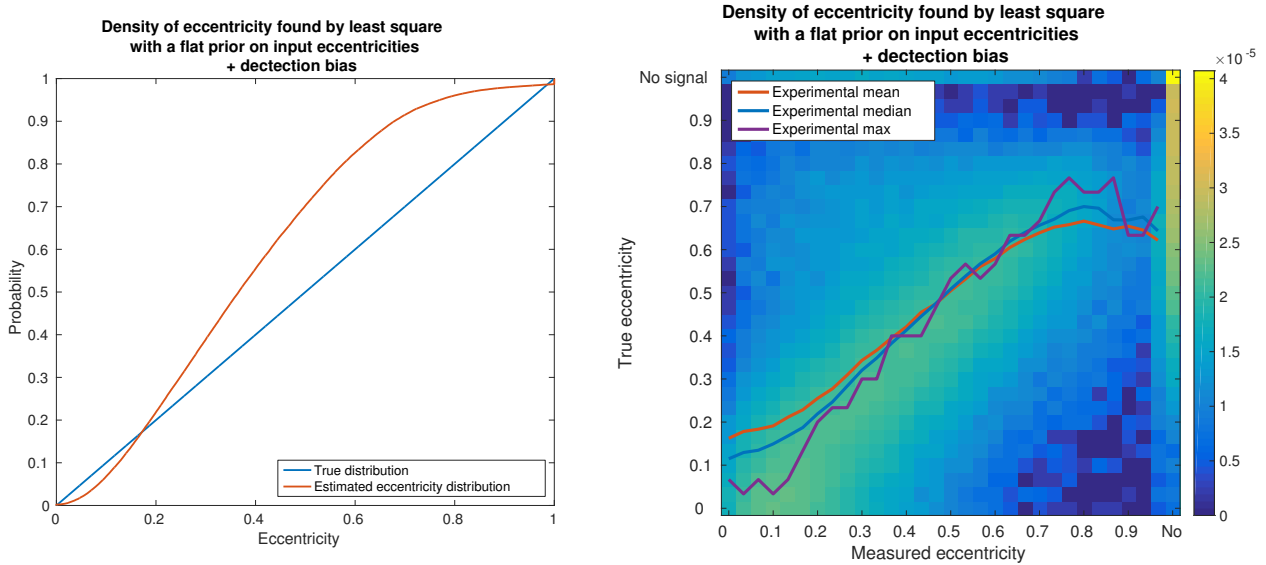 Density of eccentricity found by least square
with a flat prior on input eccentricities
+ dectection bias
1
0.9
0.8
0.7
0.6
0.5
0.4
0.3
0.2
0.1
0
Probability
0 0.2 0.4 0.6 0.8 1
Eccentricity
True distribution
Estimated eccentricity distribution
Density of eccentricity found by least square
with a flat prior on input eccentricities
+ dectection bias
No signal
0.9
0.8
0.7
0.6
0.5
0.4
0.3
0.2
0.1
0
True eccentricity
Experimental mean
Experimental median
Experimental max
0 0.1 0.2 0.3 0.4 0.5 0.6 0.7 0.8 0.9 No
Measured eccentricity
×10 -5
4
3.5
3
2.5
2
1.5
1
0.5
0